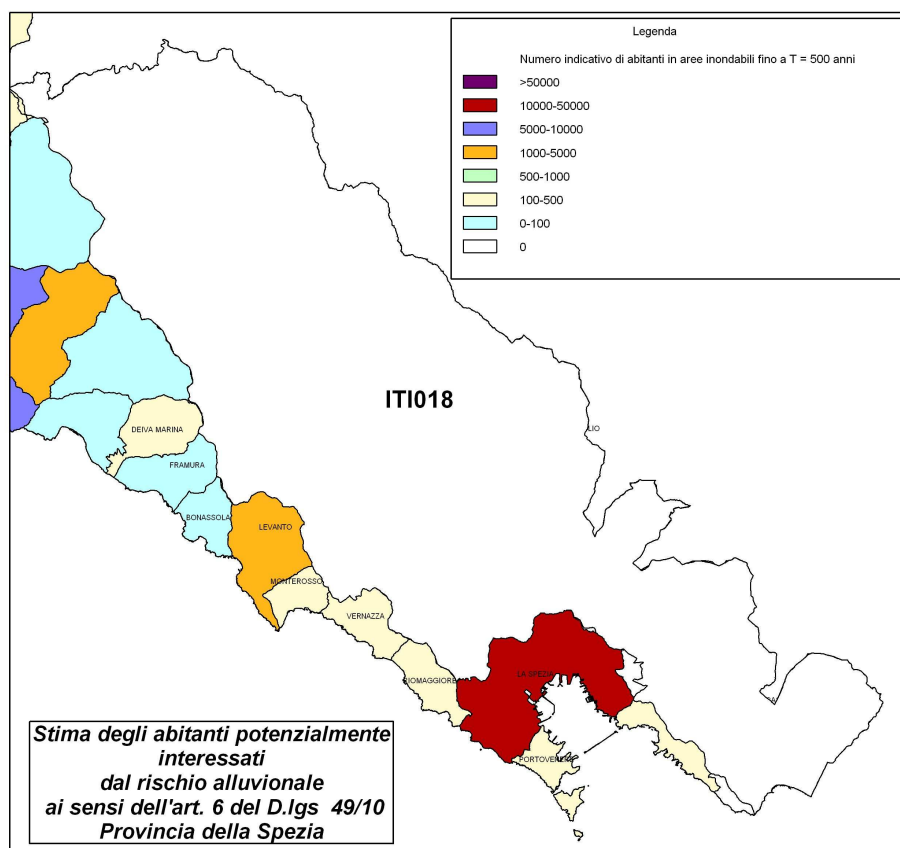 Legenda
Numero indicativo di abitanti in aree inondabili fino a T = 500 anni
>50000
10000-50000
5000-10000
1000-5000
500-1000
100-500
0-100
0
ITI018
LIO
DEIVA MARINA
FRAMURA
BONASSOLA
LEVANTO
MONTEROSSO
VERNAZZA
RIOMAGGIORE
LA SPEZIA
PORTOVENERE
Stima degli abitanti potenzialmente
interessati
dal rischio alluvionale
ai sensi dell'art. 6 del D.lgs 49/10
Provincia della Spezia